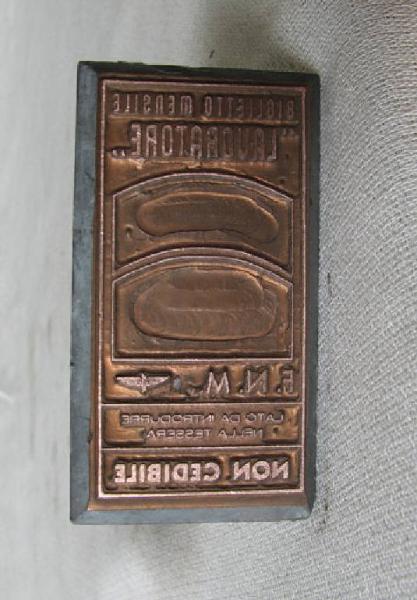 BIGLIETTO MENSILE
"LAVORATORE"
F.N.M.
LATO DA INTRODURRE
NELLA TESSERA
NON CEDIBILE